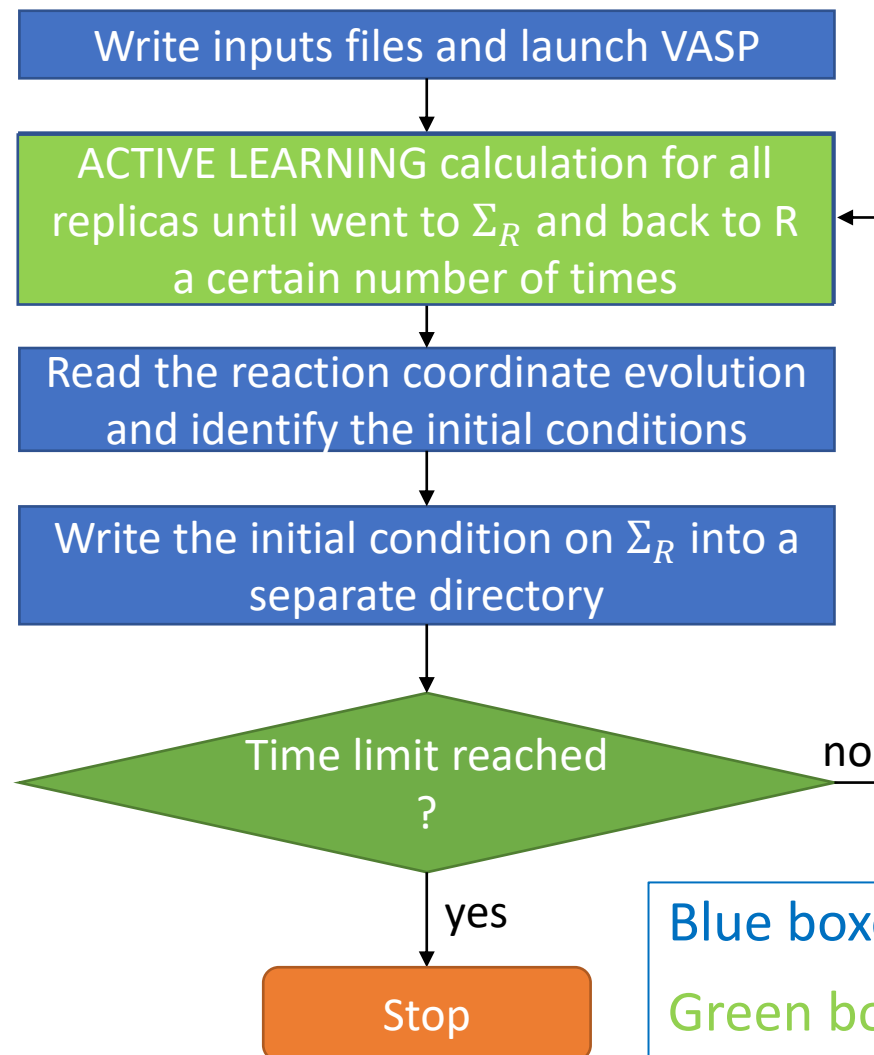 Write inputs files and launch VASP
ACTIVE LEARNING calculation for all
replicas until went to Σ_R and back to R
a certain number of times
Read the reaction coordinate evolution
and identify the initial conditions
Write the initial condition on Σ_R into a
separate directory
Time limit reached
?
no
yes
Stop
Blue
Green